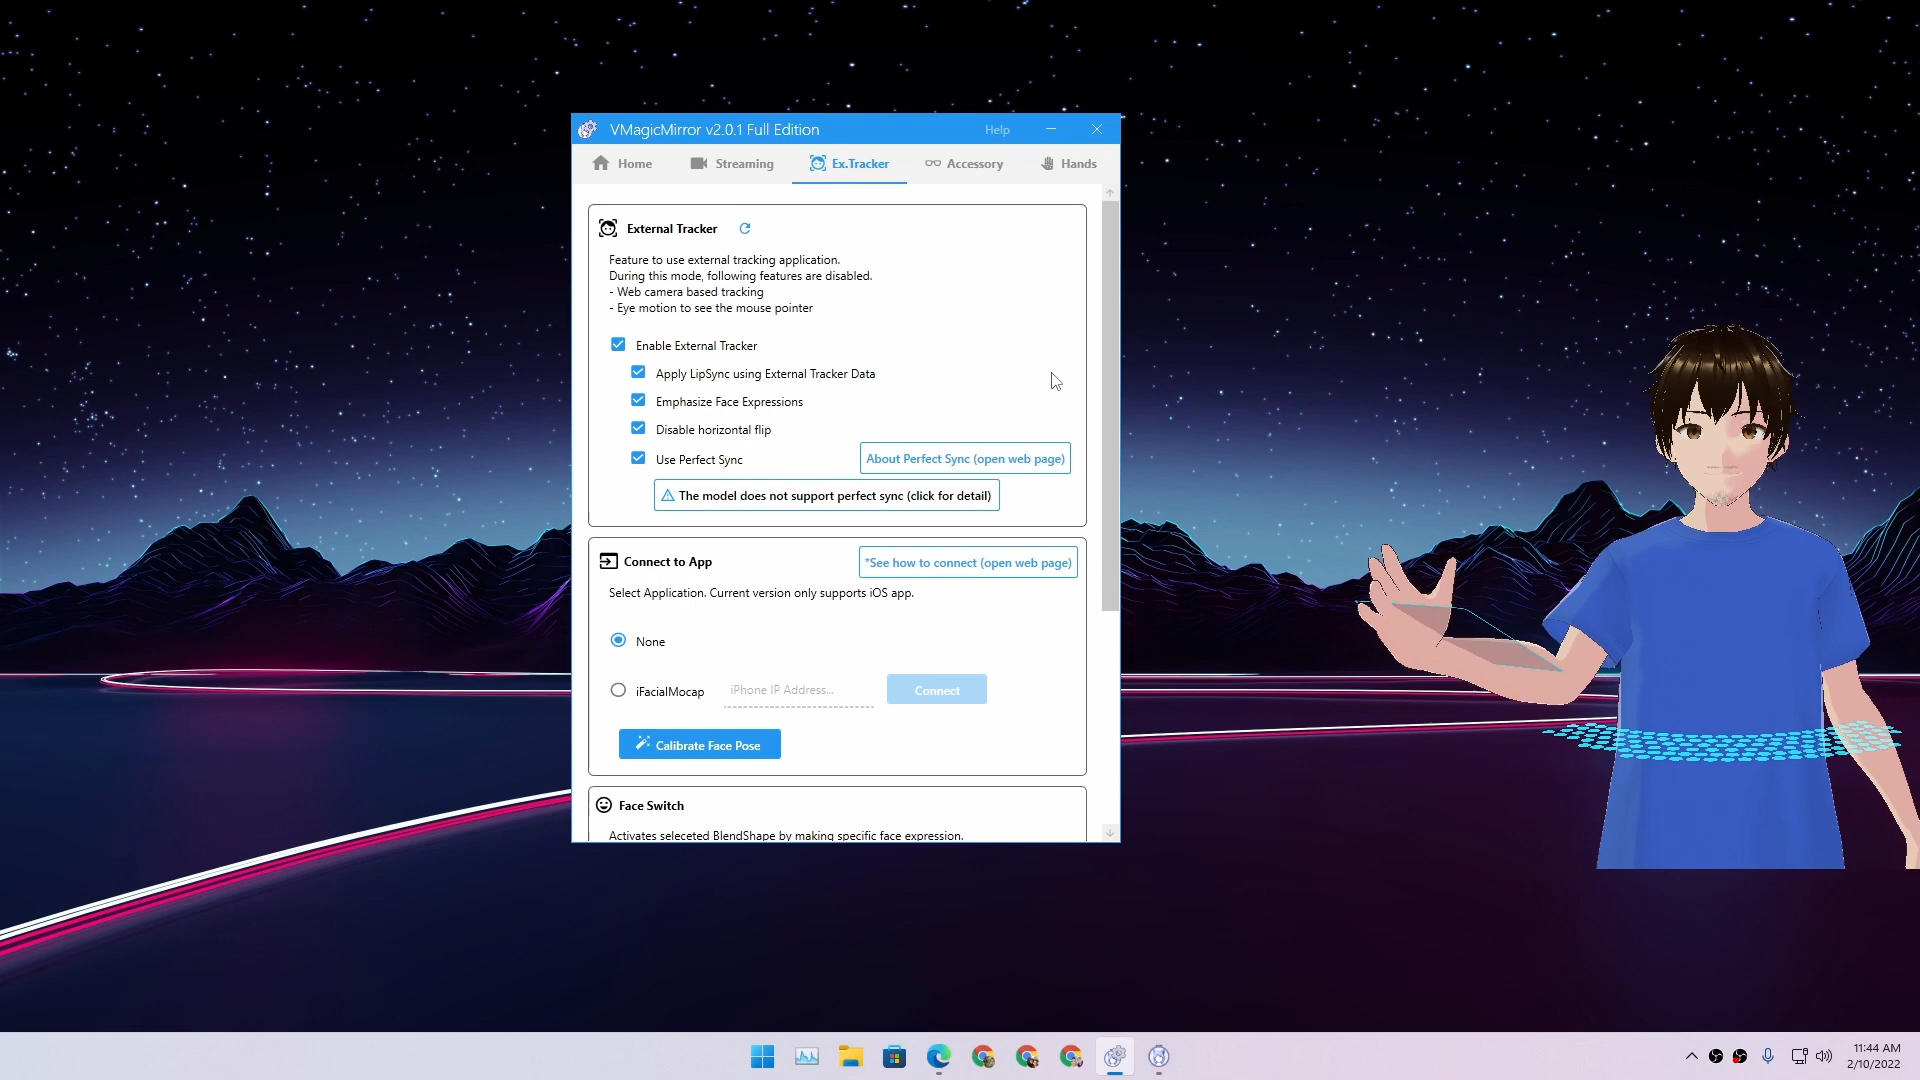 VMagicMirror v2.0.1 Full Edition
Help
Home
Streaming
Ex.Tracker
Accessory
Hands
External Tracker
Feature to use external tracking application.
During this mode, following features are disabled.
- Web camera based tracking
- Eye motion to see the mouse pointer
Enable External Tracker
Apply LipSync using External Tracker Data
Emphasize Face Expressions
Disable horizontal flip
Use Perfect Sync
About Perfect Sync (open web page)
The model does not support perfect sync (click for detail)
Connect to App
*See how to connect (open web page)
Select Application. Current version only supports iOS app.
None
iFacialMocap
iPhone IP Address...
Connect
Calibrate Face Pose
Face Switch
Activates seleceted BlendShape by making specific face expression.
11:44 AM
2/10/2022